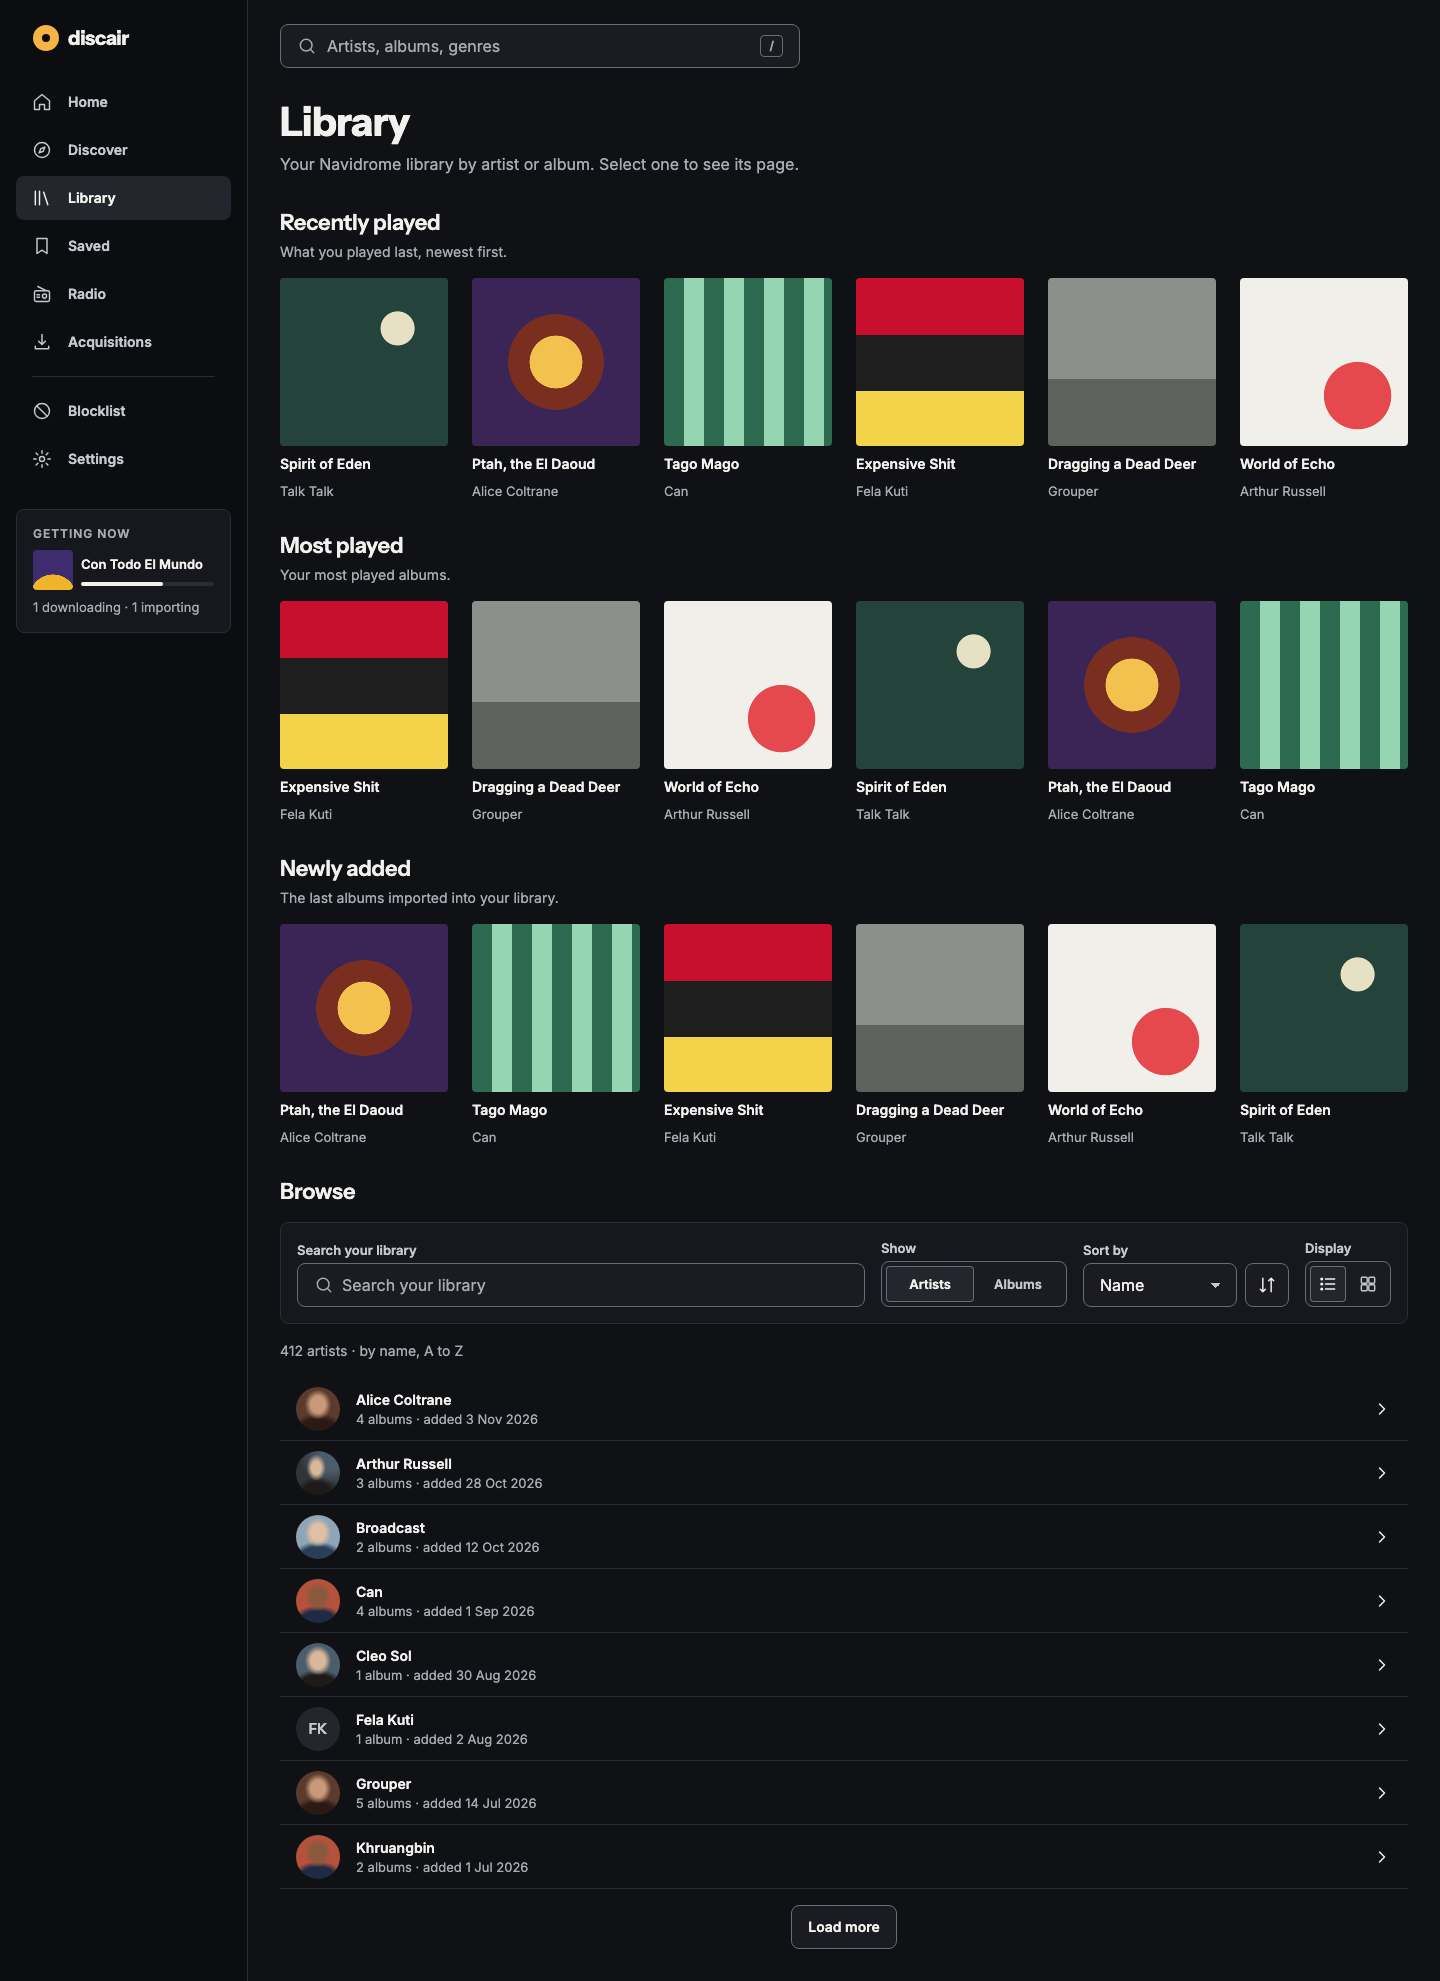 discair
Home
Discover
Library
Saved
Radio
Acquisitions
Blocklist
Settings
GETTING NOW
Con Todo El Mundo
1 downloading · 1 importing
Artists, albums, genres /
Library
Your Navidrome library by artist or album. Select one to see its page.
Recently played
What you played last, newest first.
Spirit of Eden
Talk Talk
Ptah, the El Daoud
Alice Coltrane
Tago Mago
Can
Expensive Shit
Fela Kuti
Dragging a Dead Deer
Grouper
World of Echo
Arthur Russell
Most played
Your most played albums.
Expensive Shit
Fela Kuti
Dragging a Dead Deer
Grouper
World of Echo
Arthur Russell
Spirit of Eden
Talk Talk
Ptah, the El Daoud
Alice Coltrane
Tago Mago
Can
Newly added
The last albums imported into your library.
Ptah, the El Daoud
Alice Coltrane
Tago Mago
Can
Expensive Shit
Fela Kuti
Dragging a Dead Deer
Grouper
World of Echo
Arthur Russell
Spirit of Eden
Talk Talk
Browse
Search your library
Search your library
Show
Artists Albums
Sort by
Name
Display
412 artists · by name, A to Z
Alice Coltrane
4 albums · added 3 Nov 2026
Arthur Russell
3 albums · added 28 Oct 2026
Broadcast
2 albums · added 12 Oct 2026
Can
4 albums · added 1 Sep 2026
Cleo Sol
1 album · added 30 Aug 2026
FK
Fela Kuti
1 album · added 2 Aug 2026
Grouper
5 albums · added 14 Jul 2026
Khruangbin
2 albums · added 1 Jul 2026
Load more